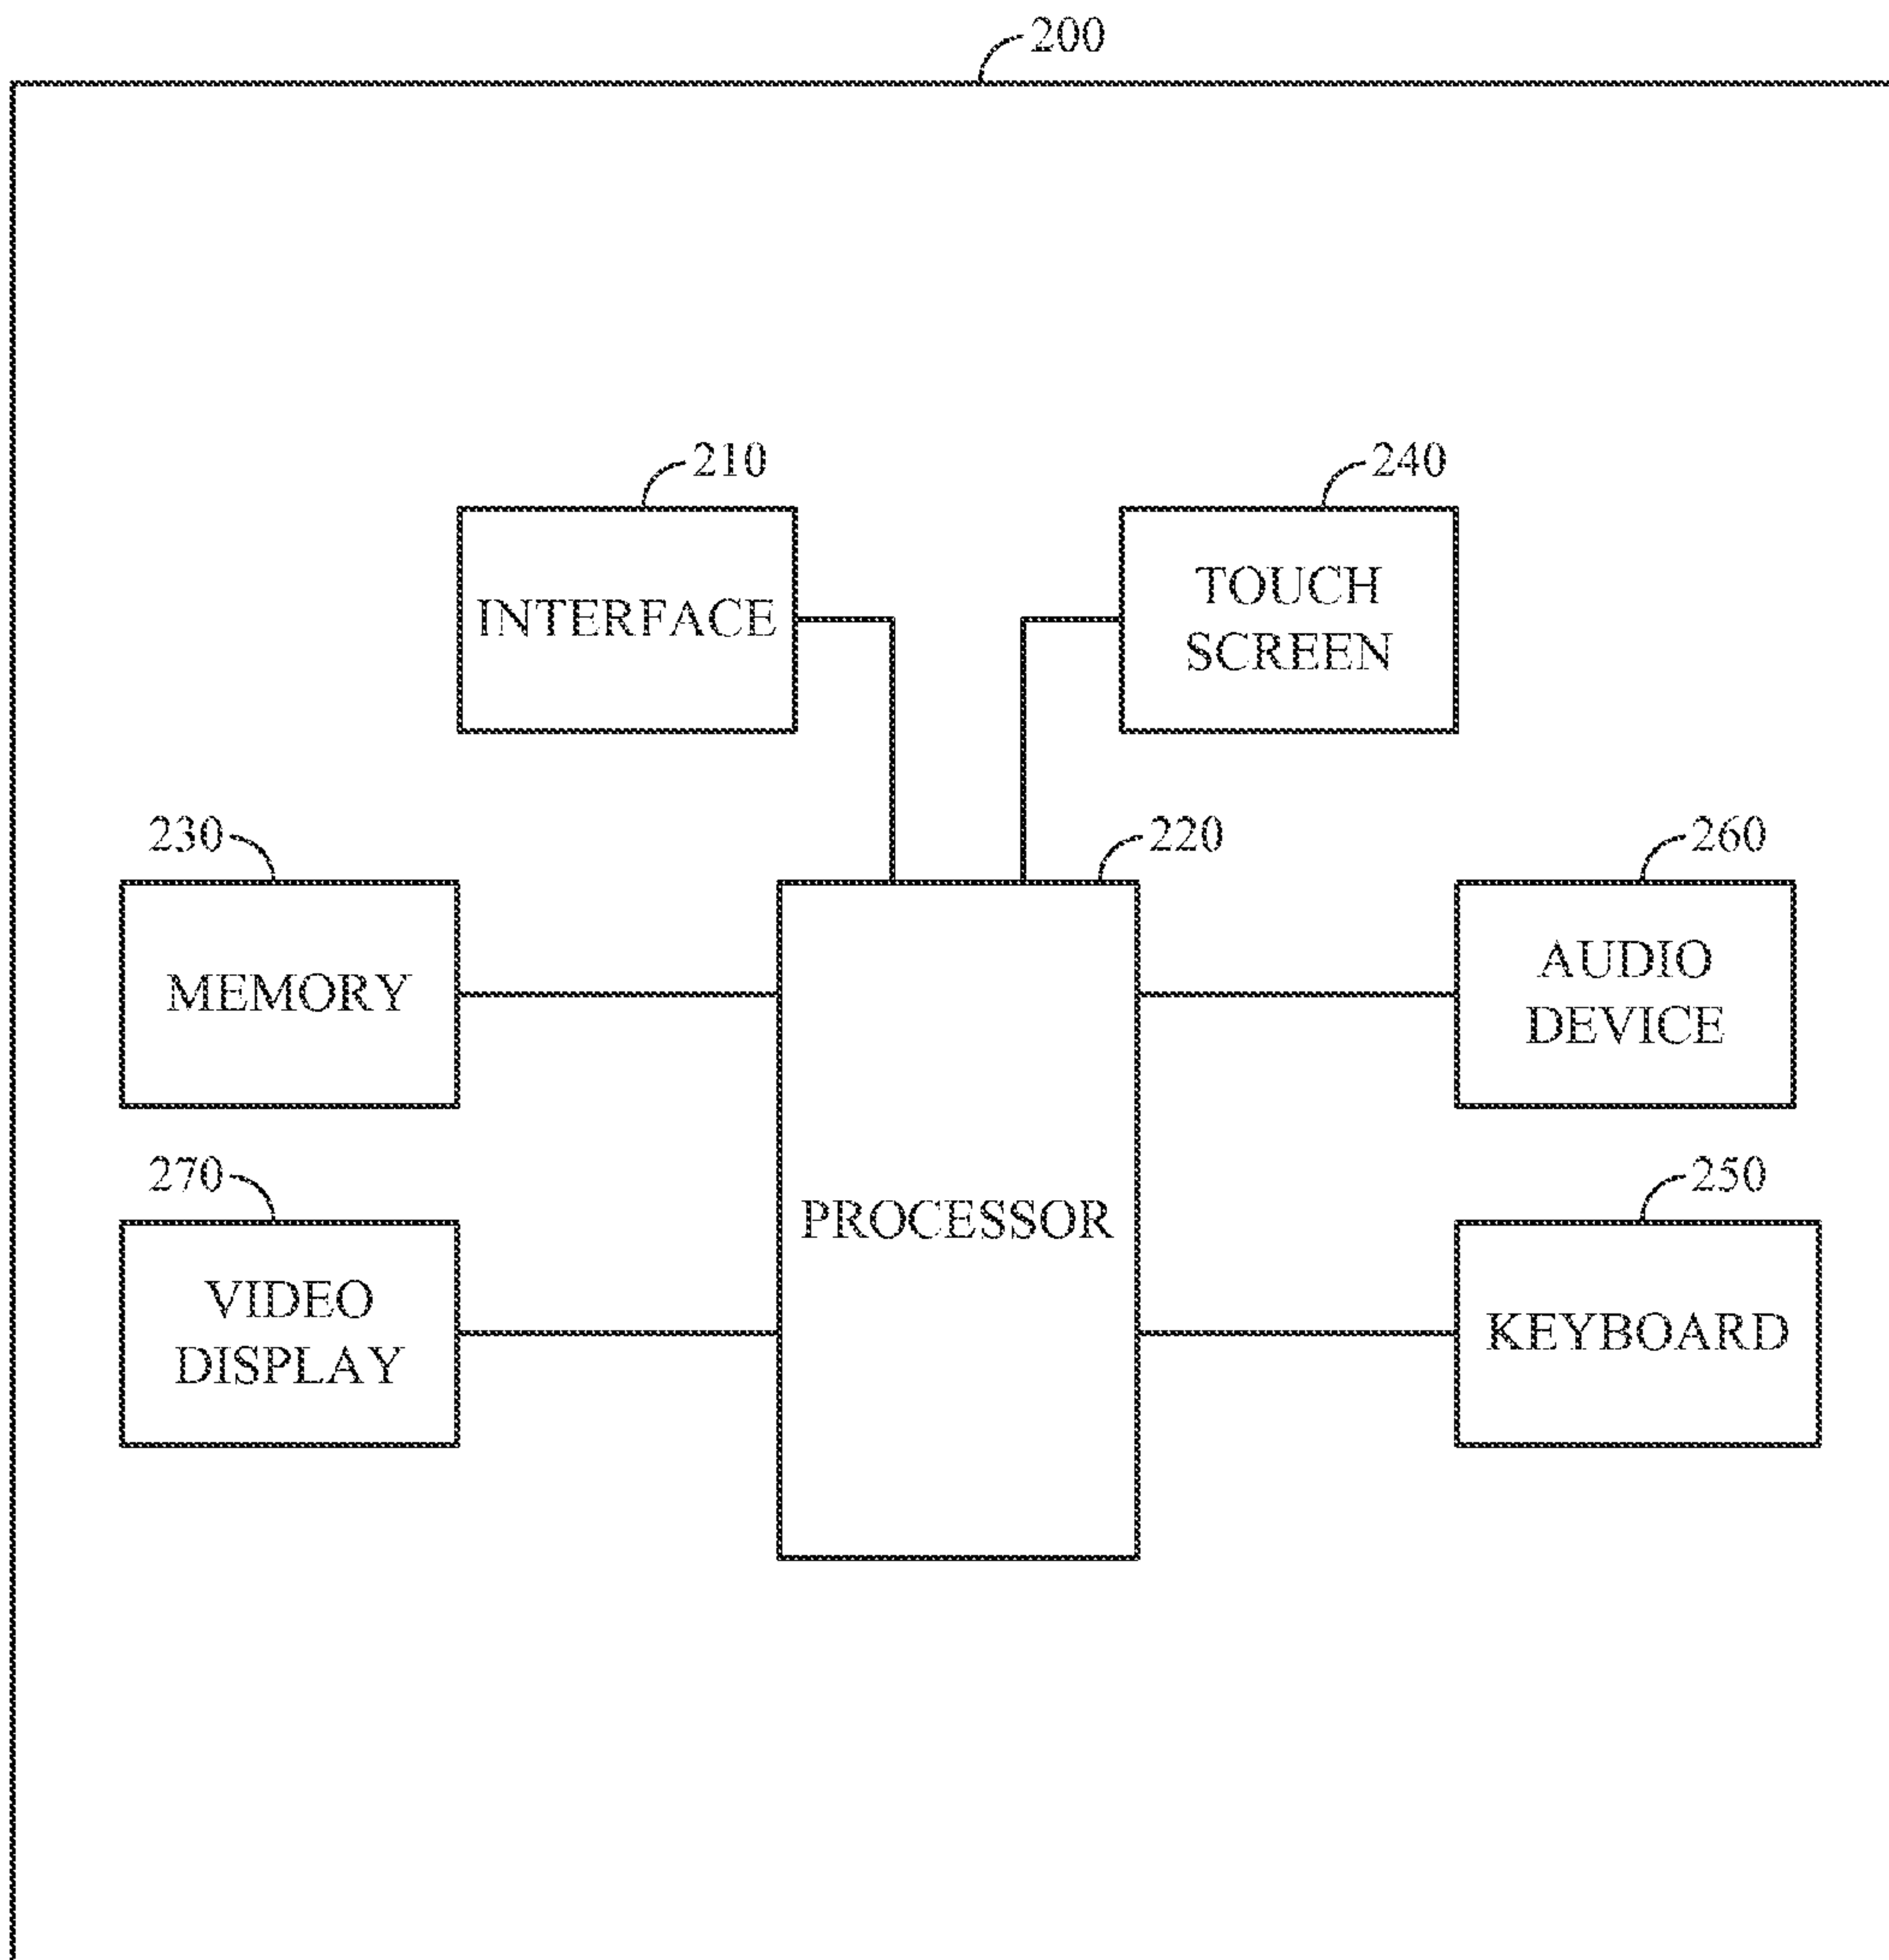 200
210
240
INTERFACE
TOUCH
SCREEN
230
220
260
MEMORY
AUDIO
DEVICE
270
250
PROCESSOR
VIDEO
DISPLAY
KEYBOARD